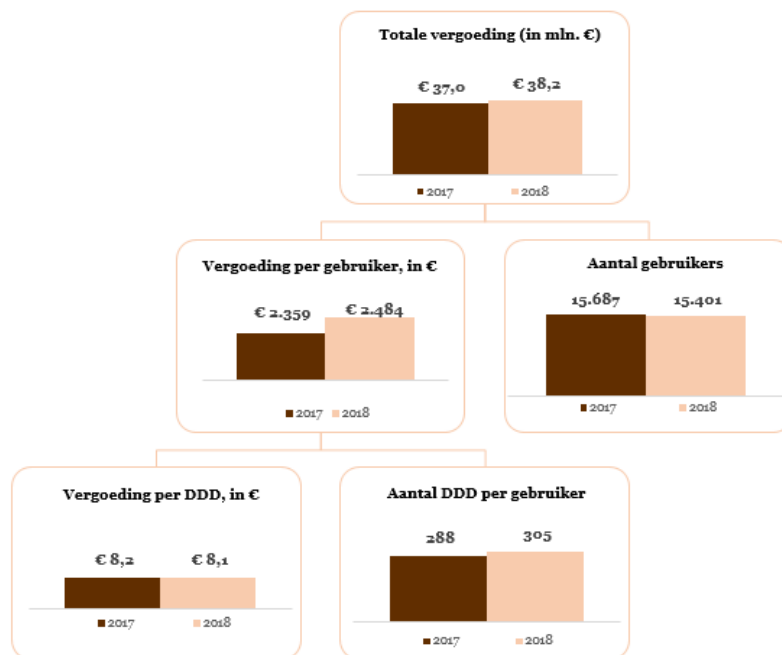 Totale vergoeding (in mln. €)
€ 37,0 € 38,2
2017 2018
Vergoeding per gebruiker, in €
€ 2.359 € 2.484
2017 2018
Aantal gebruikers
15.687 15.401
2017 2018
Vergoeding per DDD, in €
€ 8,2 € 8,1
2017 2018
Aantal DDD per gebruiker
288 305
2017 2018